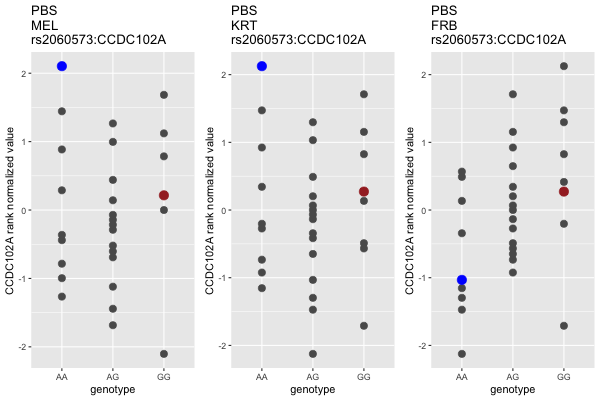 PBS
MEL
rs2060573:CCDC102A
CCDC102A rank normalized value
2
1
0
-1
-2
AA
AG
GG
genotype
PBS
KRT
rs2060573:CCDC102A
CCDC102A rank normalized value
2
1
0
-1
-2
AA
AG
GG
genotype
PBS
FRB
rs2060573:CCDC102A
CCDC102A rank normalized value
2
1
0
-1
-2
AA
AG
GG
genotype